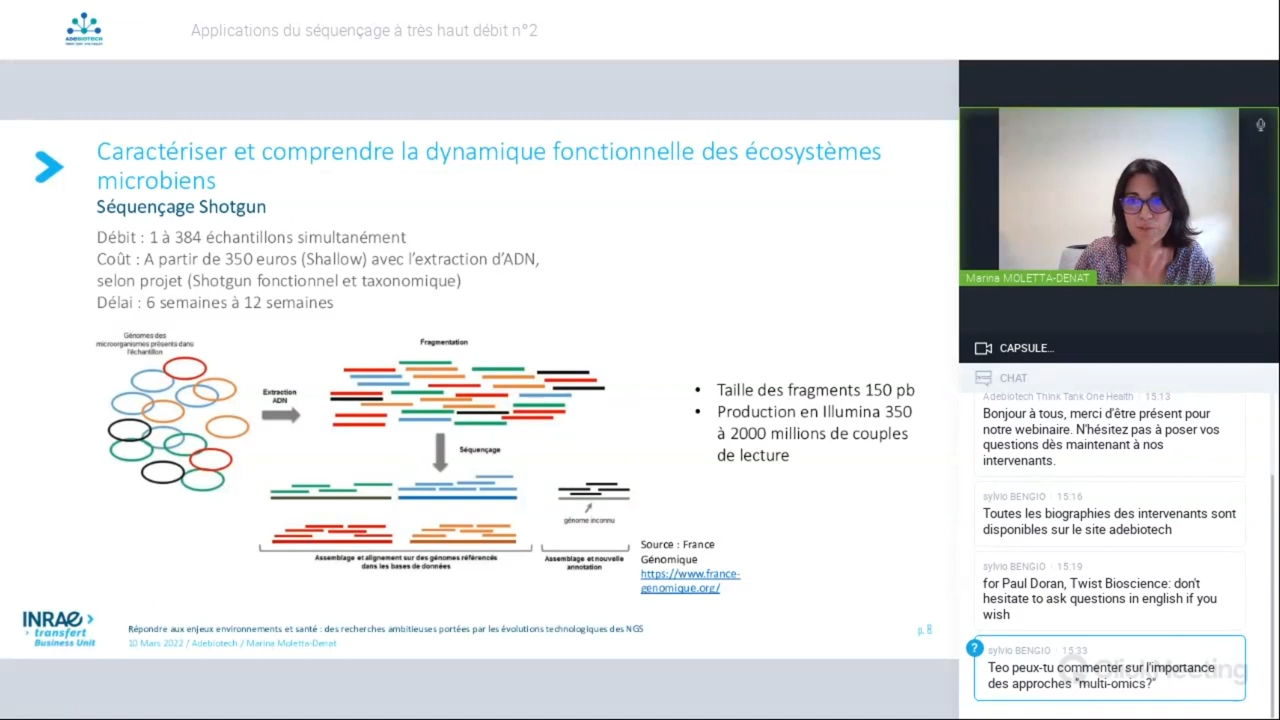 ADEBIOTECH
Applications du séquençage à très haut débit n°2
Caractériser et comprendre la dynamique fonctionnelle des écosystèmes
microbiens
Séquençage Shotgun
Débit : 1 à 384 échantillons simultanément
Coût : A partir de 350 euros (Shallow) avec l'extraction d'ADN,
selon projet (Shotgun fonctionnel et taxonomique)
Délai : 6 semaines à 12 semaines
Génomes des
microorganismes présents dans
l'échantillon
Extraction
ADN
Fragmentation
Séquençage
génome inconnu
Assemblage et alignement sur des génomes référencés
dans les bases de données
Assemblage et nouvelle
annotation
• Taille des fragments 150 pb
• Production en Illumina 350
à 2000 millions de couples
de lecture
Source : France
Génomique
https://www.france-
genomique.org/
INRAE
transfert
Business Unit
Répondre aux enjeux environnements et santé : des recherches ambitieuses portées par les évolutions technologiques des NGS
10 Mars 2022 / Adebiotech / Marina Moletta-Denat
p. 8
Marina MOLETTA-DENAT
CAPSULE...
CHAT
Adebiotech Think Tank One Health 15:13
Bonjour à tous, merci d'être présent pour
notre webinaire. N'hésitez pas à poser vos
questions dès maintenant à nos
intervenants.
sylvio BENGIO 15:16
Toutes les biographies des intervenants sont
disponibles sur le site adebiotech
sylvio BENGIO 15:19
for Paul Doran, Twist Bioscience: don't
hesitate to ask questions in english if you
wish
? sylvio BENGIO 15:33
Teo peux-tu commenter sur l'importance
des approches "multi-omics?"
ClickMeeting